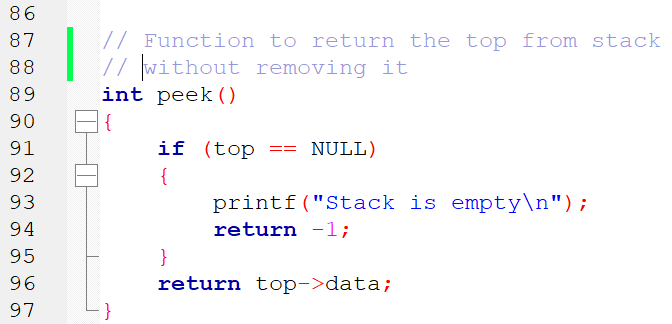 86
87 // Function to return the top from stack
88 // without removing it
89 int peek()
90 {
91     if (top == NULL)
92     {
93         printf("Stack is empty\n");
94         return -1;
95     }
96     return top->data;
97 }